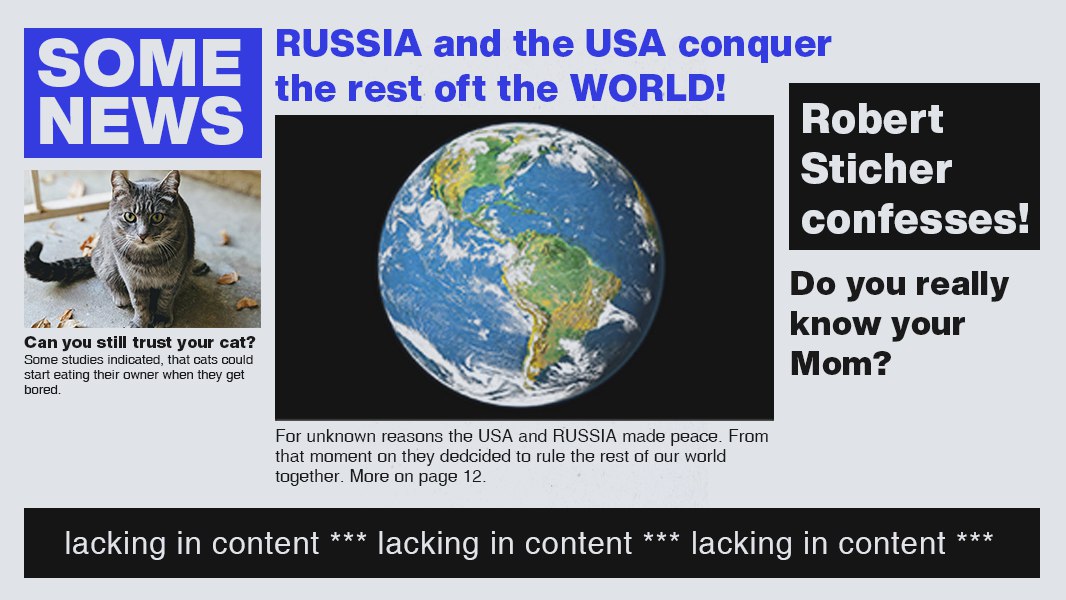 SOME
NEWS
RUSSIA and the USA conquer
the rest oft the WORLD!
Robert
Sticher
confesses!
Do you really
know your
Mom?
Can you still trust your cat?
Some studies indicated, that cats could
start eating their owner when they get
bored.
For unknown reasons the USA and RUSSIA made peace. From
that moment on they dedcided to rule the rest of our world
together. More on page 12.
lacking in content *** lacking in content *** lacking in content ***